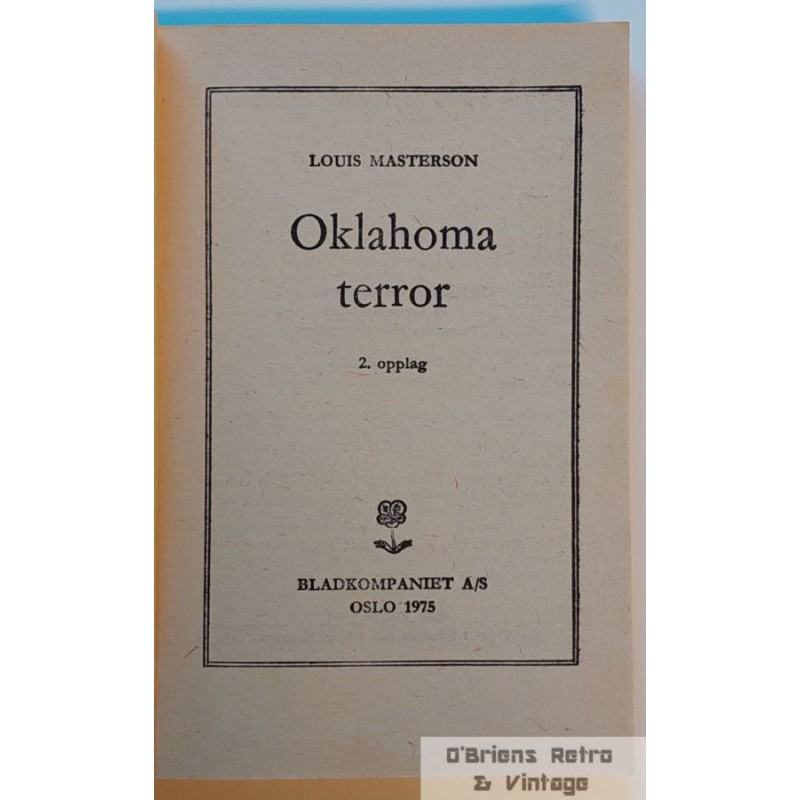 LOUIS MASTERSON
Oklahoma
terror
2. opplag
BLADKOMPANIET A/S
OSLO 1975
O'Briens Retro
& Vintage